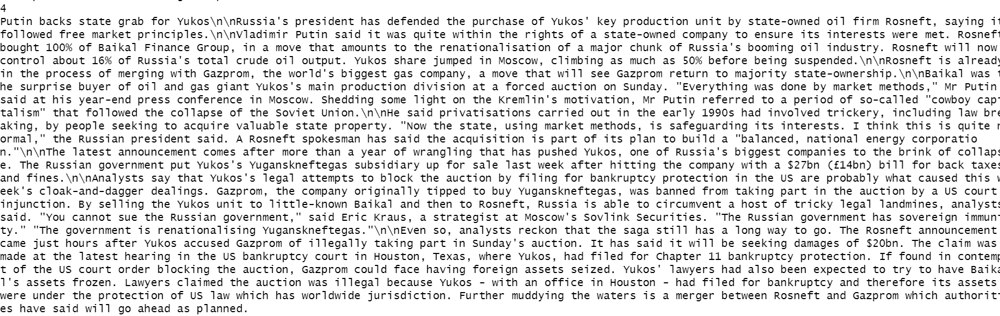 4
Putin backs state grab for Yukos\n\nRussia's president has defended the purchase of Yukos' key production unit by state-owned oil firm Rosneft, saying it
followed free market principles.\n\nVladimir Putin said it was quite within the rights of a state-owned company to ensure its interests were met. Rosneft
bought 100% of Baikal Finance Group, in a move that amounts to the renationalisation of a major chunk of Russia's booming oil industry. Rosneft will now
control about 16% of Russia's total crude oil output. Yukos share jumped in Moscow, climbing as much as 50% before being suspended.\n\nRosneft is already
in the process of merging with Gazprom, the world's biggest gas company, a move that will see Gazprom return to majority state-ownership.\n\nBaikal was t
he surprise buyer of oil and gas giant Yukos's main production division at a forced auction on Sunday. "Everything was done by market methods," Mr Putin
said at his year-end press conference in Moscow. Shedding some light on the Kremlin's motivation, Mr Putin referred to a period of so-called "cowboy capi
talism" that followed the collapse of the Soviet Union.\n\nHe said privatisations carried out in the early 1990s had involved trickery, including law bre
aking, by people seeking to acquire valuable state property. "Now the state, using market methods, is safeguarding its interests. I think this is quite n
ormal," the Russian president said. A Rosneft spokesman has said the acquisition is part of its plan to build a "balanced, national energy corporatio
n."\n\nThe latest announcement comes after more than a year of wrangling that has pushed Yukos, one of Russia's biggest companies to the brink of collaps
e. The Russian government put Yukos's Yuganskneftegas subsidiary up for sale last week after hitting the company with a $27bn (£14bn) bill for back taxes
and fines.\n\nAnalysts say that Yukos's legal attempts to block the auction by filing for bankruptcy protection in the US are probably what caused this w
eek's cloak-and-dagger dealings. Gazprom, the company originally tipped to buy Yuganskneftegas, was banned from taking part in the auction by a US court
injunction. By selling the Yukos unit to little-known Baikal and then to Rosneft, Russia is able to circumvent a host of tricky legal landmines, analysts
said. "You cannot sue the Russian government," said Eric Kraus, a strategist at Moscow's Sovlink Securities. "The Russian government has sovereign immuni
ty." "The government is renationalising Yuganskneftegas."\n\nEven so, analysts reckon that the saga still has a long way to go. The Rosneft announcement
came just hours after Yukos accused Gazprom of illegally taking part in Sunday's auction. It has said it will be seeking damages of $20bn. The claim was
made at the latest hearing in the US bankruptcy court in Houston, Texas, where Yukos, had filed for Chapter 11 bankruptcy protection. If found in contemp
t of the US court order blocking the auction, Gazprom could face having foreign assets seized. Yukos' lawyers had also been expected to try to have Baika
l's assets frozen. Lawyers claimed the auction was illegal because Yukos - with an office in Houston - had filed for bankruptcy and therefore its assets
were under the protection of US law which has worldwide jurisdiction. Further muddying the waters is a merger between Rosneft and Gazprom which authoriti
es have said will go ahead as planned.